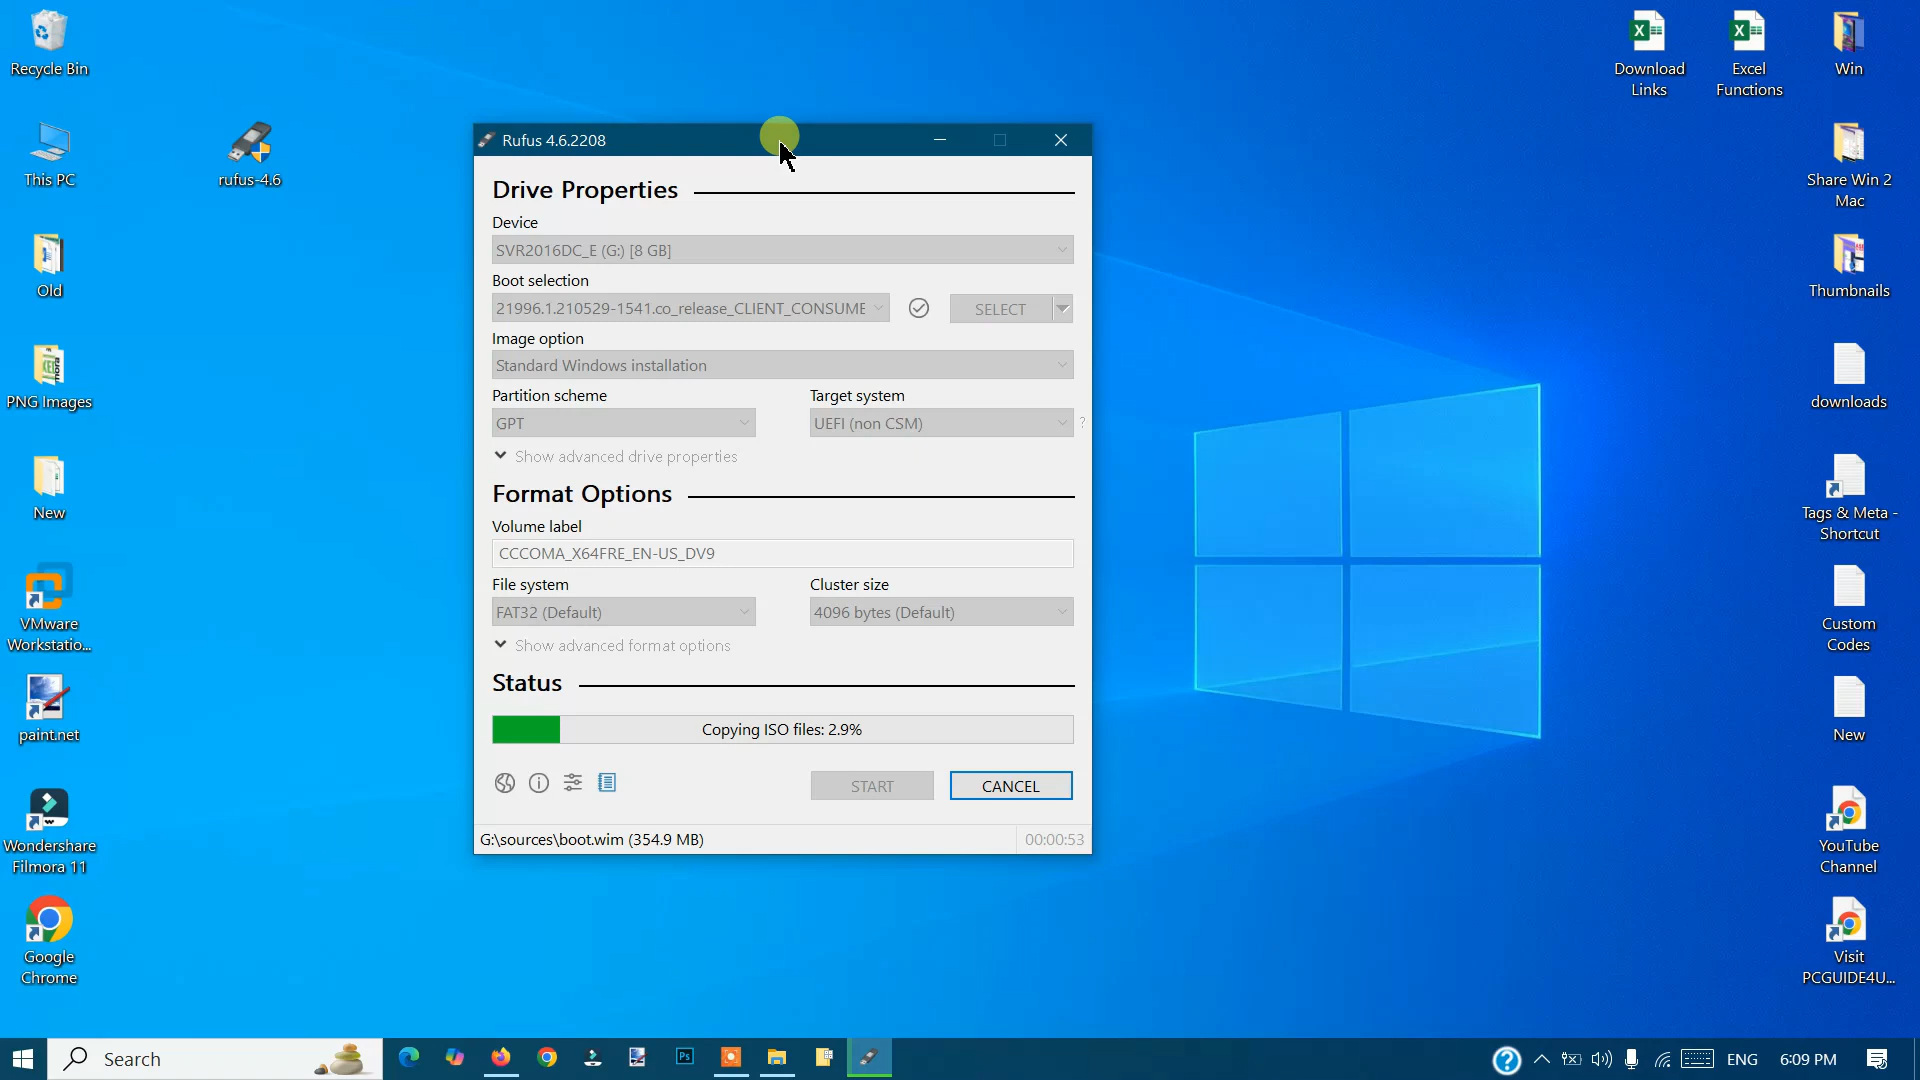 Recycle Bin
This PC
rufus-4.6
Old
PNG Images
New
VMware
Workstatio...
paint.net
Wondershare
Filmora 11
Google
Chrome
Rufus 4.6.2208
Drive Properties
Device
SVR2016DC_E (G:) [8 GB]
Boot selection
21996.1.210529-1541.co_release_CLIENT_CONSUME
SELECT
Image option
Standard Windows installation
Partition scheme
Target system
GPT
UEFI (non CSM)
?
Show advanced drive properties
Format Options
Volume label
CCCOMA_X64FRE_EN-US_DV9
File system
Cluster size
FAT32 (Default)
4096 bytes (Default)
Show advanced format options
Status
Copying ISO files: 2.9%
START
CANCEL
G:\sources\boot.wim (354.9 MB)
00:00:53
Download
Links
Excel
Functions
Win
Share Win 2
Mac
Thumbnails
downloads
Tags & Meta -
Shortcut
Custom
Codes
New
YouTube
Channel
Visit
PCGUIDE4U...
Search
Ps
ENG
6:09 PM